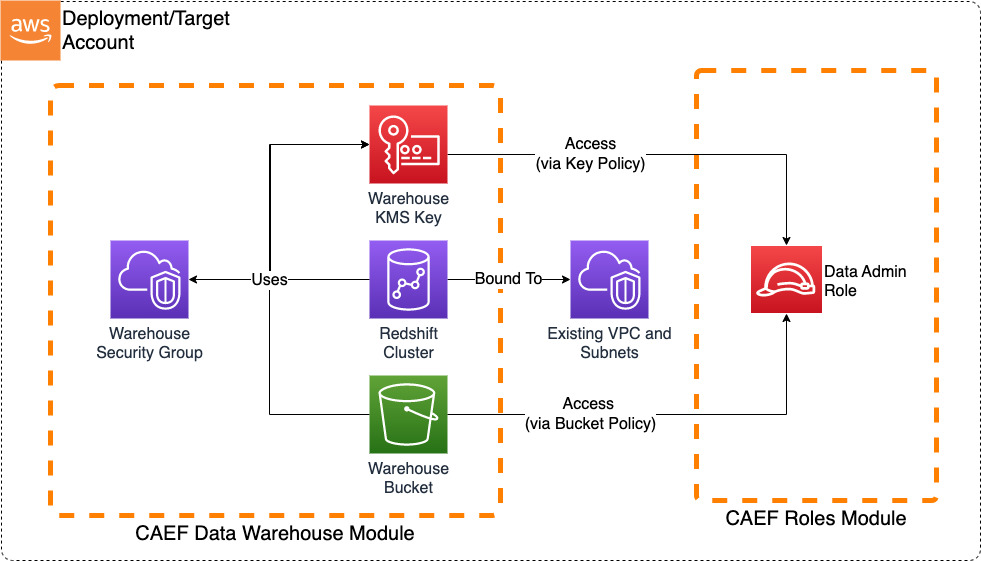 aws
Deployment/Target
Account
Warehouse
KMS Key
Access
(via Key Policy)
Uses
Bound To
Warehouse
Security Group
Redshift
Cluster
Existing VPC and
Subnets
Data Admin
Role
Access
(via Bucket Policy)
Warehouse
Bucket
CAEF Data Warehouse Module
CAEF Roles Module